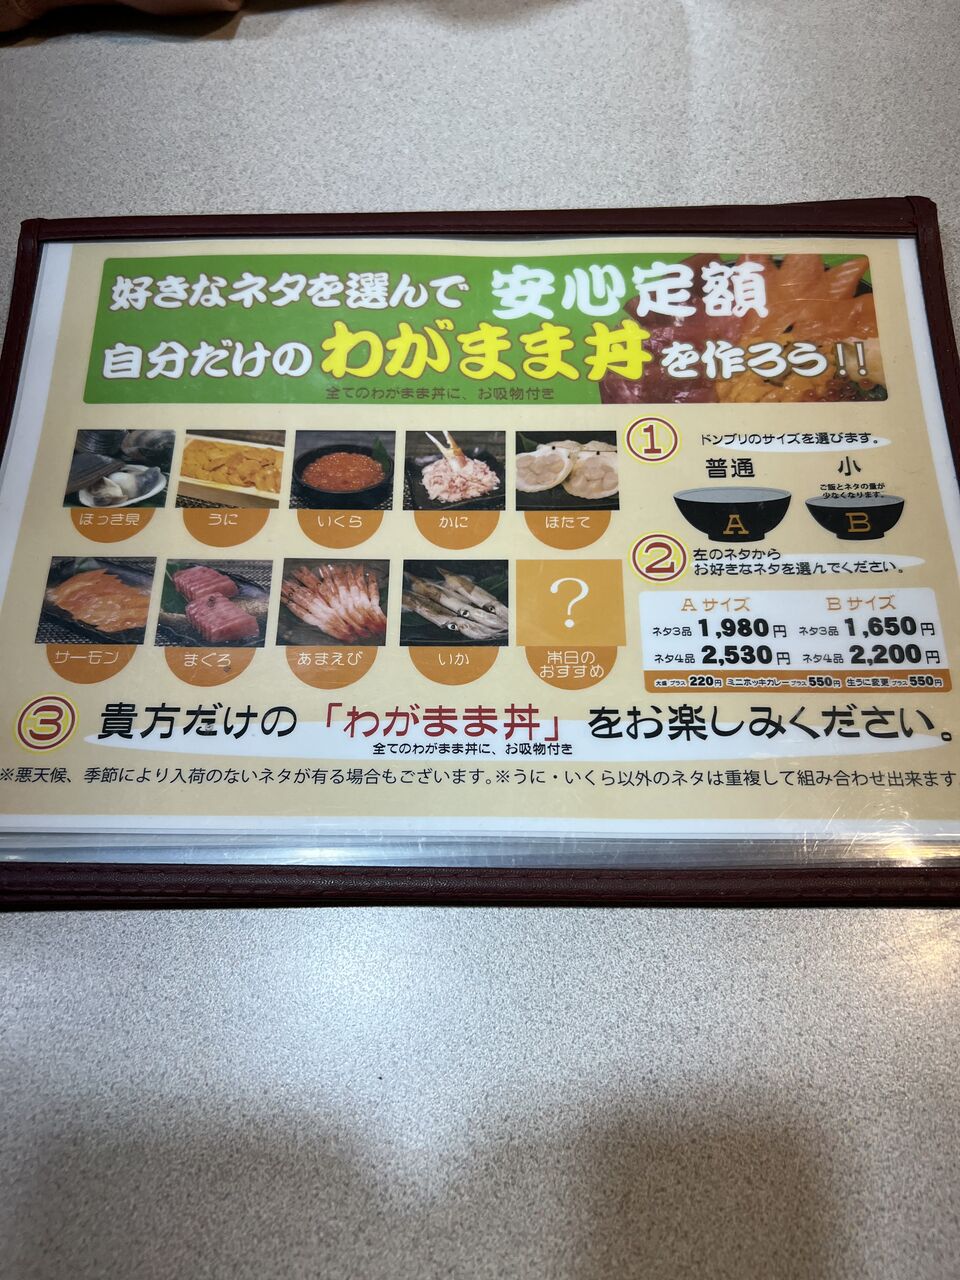 好きなネタを選んで 安心定額
自分だけのわがまま丼を作ろう!!
全てのわがまま丼に、お吸物付き
ほっき貝
うに
いくら
かに
ほたて
サーモン
まぐろ
あまえび
いか
?
本日の
おすすめ
① ドンブリのサイズを選びます。
普通
小
ご飯とネタの量が
少なくなります。
A
B
② 左のネタから
お好きなネタを選んでください。
Aサイズ Bサイズ
ネタ3品 1,980円 ネタ3品 1,650円
ネタ4品 2,530円 ネタ4品 2,200円
大盛 プラス 220円 ミニホッキカレー プラス 550円 生うに変更 プラス 550円
③ 貴方だけの「わがまま丼」をお楽しみください。
全てのわがまま丼に、お吸物付き
※悪天候、季節により入荷のないネタが有る場合もございます。※うに・いくら以外のネタは重複して組み合わせ出来ます